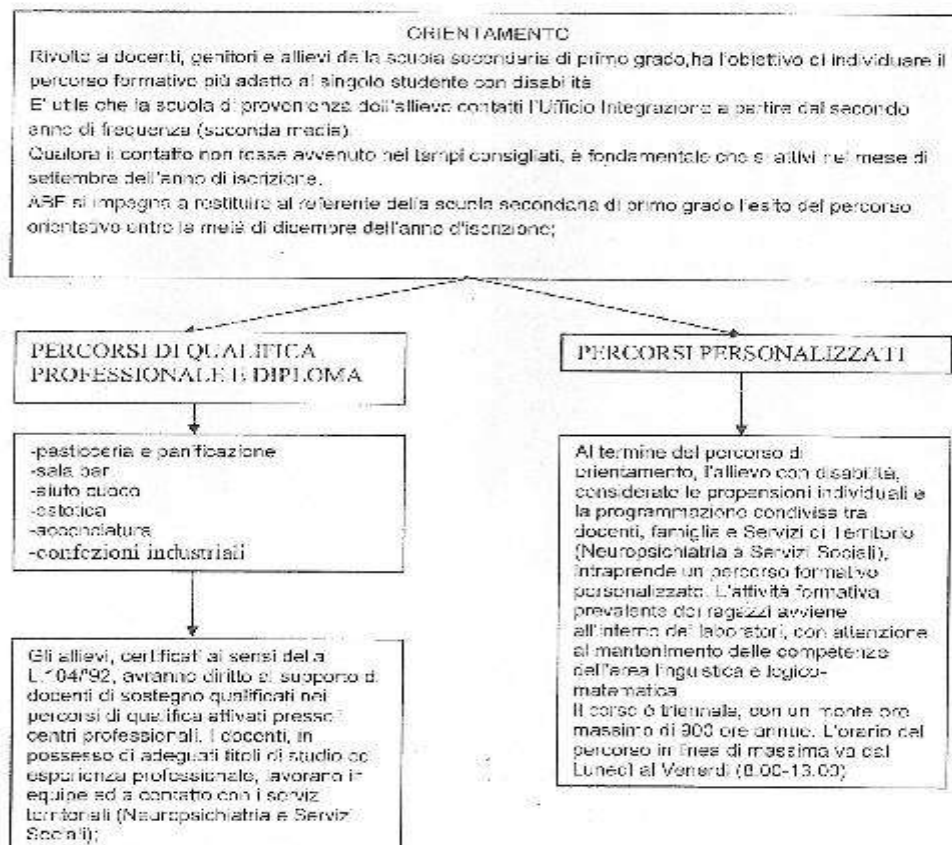 ORIENTAMENTO
Rivolto a docenti, genitori e allievi della scuola secondaria di primo grado,ha l'obiettivo di individuare il
percorso formativo più adatto al singolo studente con disabilità
E' utile che la scuola di provenienza dell'allievo contatti l'Ufficio Integrazione a partire dal secondo
anno di frequenza (seconda media).
Qualora il contatto non fosse avvenuto nei tempi consigliati, è fondamentale che si attivi nel mese di
settembre dell'anno di iscrizione.
ABF si impegna a restituire al referente della scuola secondaria di primo grado l'esito del percorso
orientativo entro la metà di dicembre dell'anno d'iscrizione;
PERCORSI DI QUALIFICA
PROFESSIONALE E DIPLOMA
-pasticceria e panificazione
-sala bar
-aiuto cuoco
-estetica
-acconciatura
-confezioni industriali
Gli allievi, certificati ai sensi della
L.104/'92, avranno diritto al supporto di
docenti di sostegno qualificati nei
percorsi di qualifica attivati presso i
centri professionali. I docenti, in
possesso di adeguati titoli di studio ed
esperienza professionale, lavorano in
equipe ed a contatto con i servizi
territoriali (Neuropsichiatria e Servizi
Sociali);
PERCORSI PERSONALIZZATI
Al termine del percorso di
orientamento, l'allievo con disabilità,
considerate le propensioni individuali e
la programmazione condivisa tra
docenti, famiglia e Servizi di Territorio
(Neuropsichiatria e Servizi Sociali),
intraprende un percorso formativo
personalizzato. L'attività formativa
prevalente dei ragazzi avviene
all'interno dei laboratori, con attenzione
al mantenimento delle competenze
dell'area linguistica e logico-
matematica
Il corso è triennale, con un monte ore
massimo di 900 ore annue. L'orario del
percorso in linea di massima va dal
Lunedì al Venerdì (8.00-13.00)